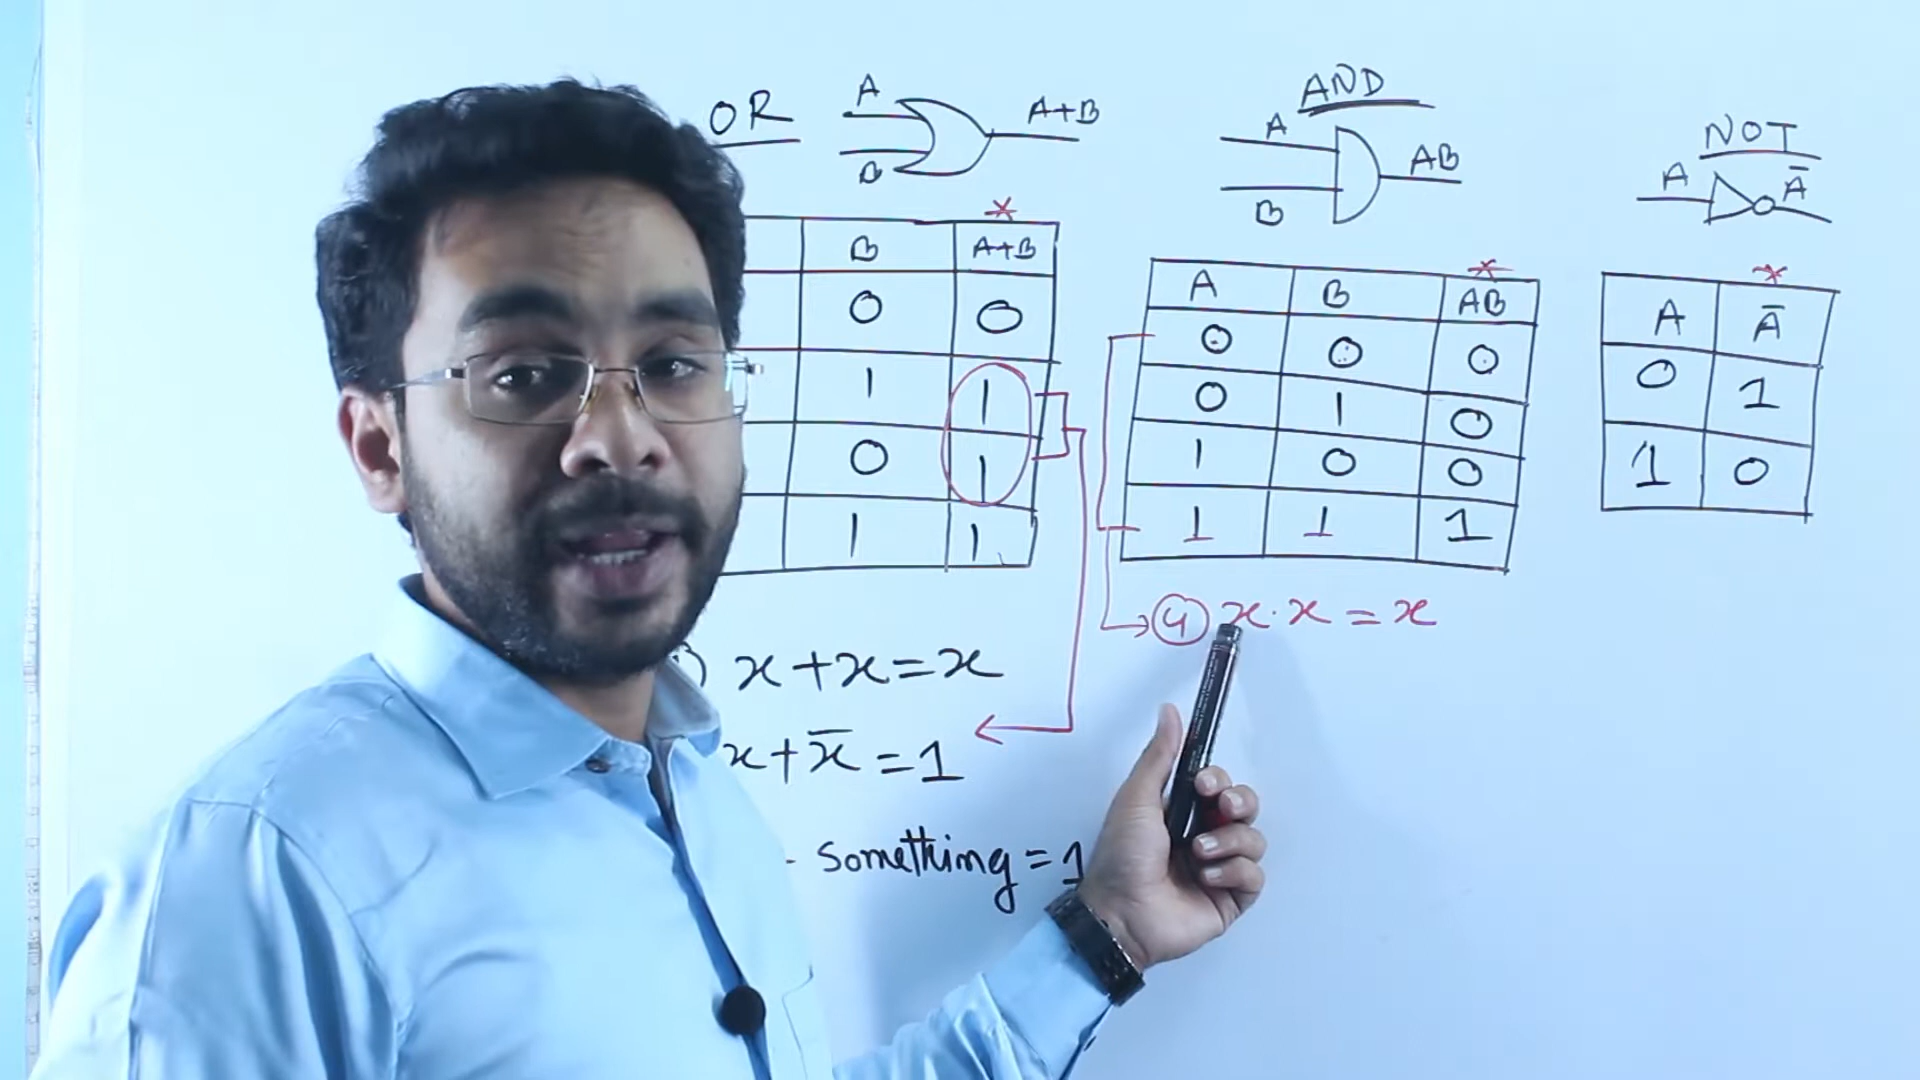 OR A A+B
B
AND
A AB
B
NOT
A Ā
*
B A+B
0 0
1 1
0 1
1 1
*
A B AB
0 0 0
0 1 0
1 0 0
1 1 1
*
A Ā
0 1
1 0
) x + x = x
x + x̄ = 1
- something = 1
④ x · x = x